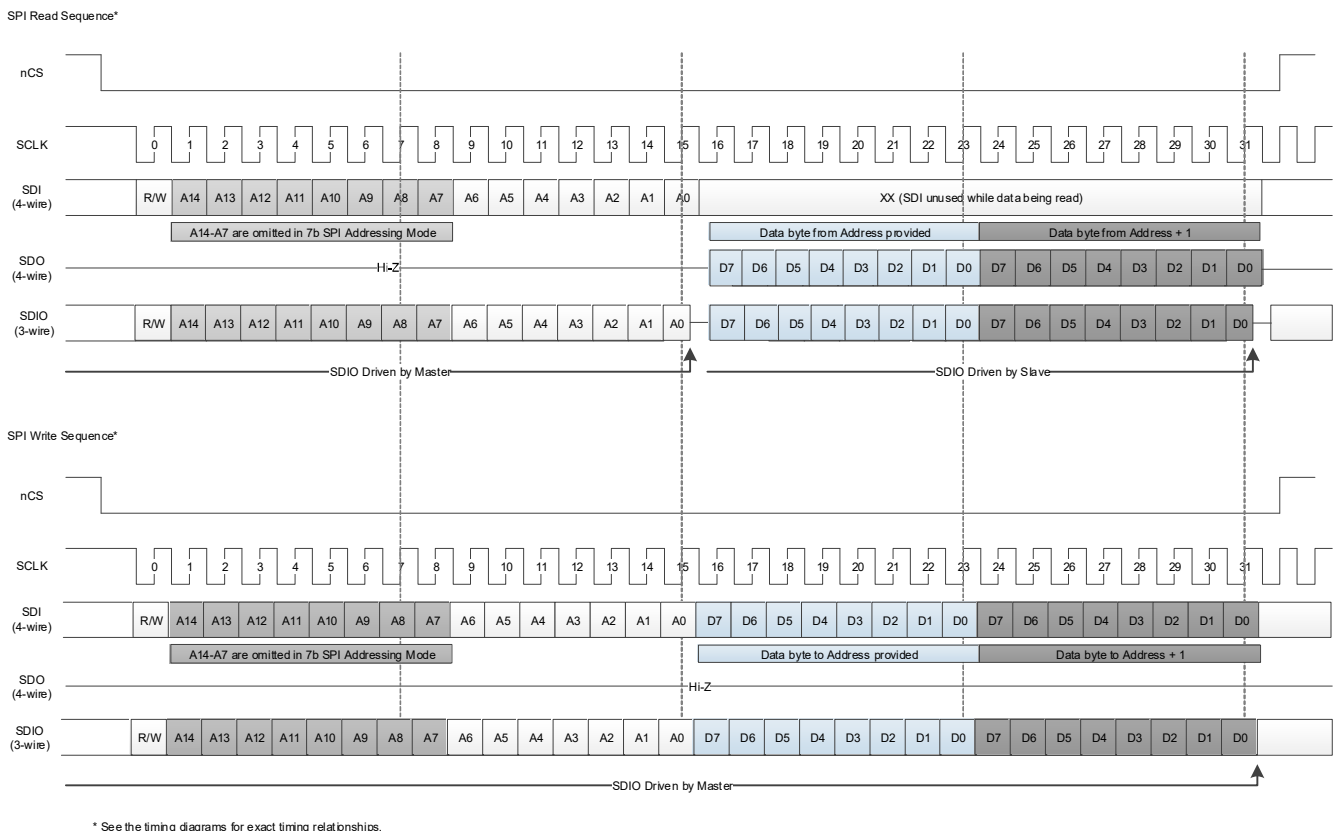 SPI Read Sequence*
nCS
SCLK
0 1 2 3 4 5 6 7 8 9 10 11 12 13 14 15 16 17 18 19 20 21 22 23 24 25 26 27 28 29 30 31
SDI
(4-wire)
R/W A14 A13 A12 A11 A10 A9 A8 A7 A6 A5 A4 A3 A2 A1 A0 XX (SDI unused while data being read)
A14-A7 are omitted in 7b SPI Addressing Mode
Data byte from Address provided
Data byte from Address + 1
SDO
(4-wire)
Hi-Z
D7 D6 D5 D4 D3 D2 D1 D0 D7 D6 D5 D4 D3 D2 D1 D0
SDIO
(3-wire)
R/W A14 A13 A12 A11 A10 A9 A8 A7 A6 A5 A4 A3 A2 A1 A0 D7 D6 D5 D4 D3 D2 D1 D0 D7 D6 D5 D4 D3 D2 D1 D0
SDIO Driven by Master
SDIO Driven by Slave
SPI Write Sequence*
nCS
SCLK
0 1 2 3 4 5 6 7 8 9 10 11 12 13 14 15 16 17 18 19 20 21 22 23 24 25 26 27 28 29 30 31
SDI
(4-wire)
R/W A14 A13 A12 A11 A10 A9 A8 A7 A6 A5 A4 A3 A2 A1 A0 D7 D6 D5 D4 D3 D2 D1 D0 D7 D6 D5 D4 D3 D2 D1 D0
A14-A7 are omitted in 7b SPI Addressing Mode
Data byte to Address provided
Data byte to Address + 1
SDO
(4-wire)
Hi-Z
SDIO
(3-wire)
R/W A14 A13 A12 A11 A10 A9 A8 A7 A6 A5 A4 A3 A2 A1 A0 D7 D6 D5 D4 D3 D2 D1 D0 D7 D6 D5 D4 D3 D2 D1 D0
SDIO Driven by Master
* See the timing diagrams for exact timing relationships.